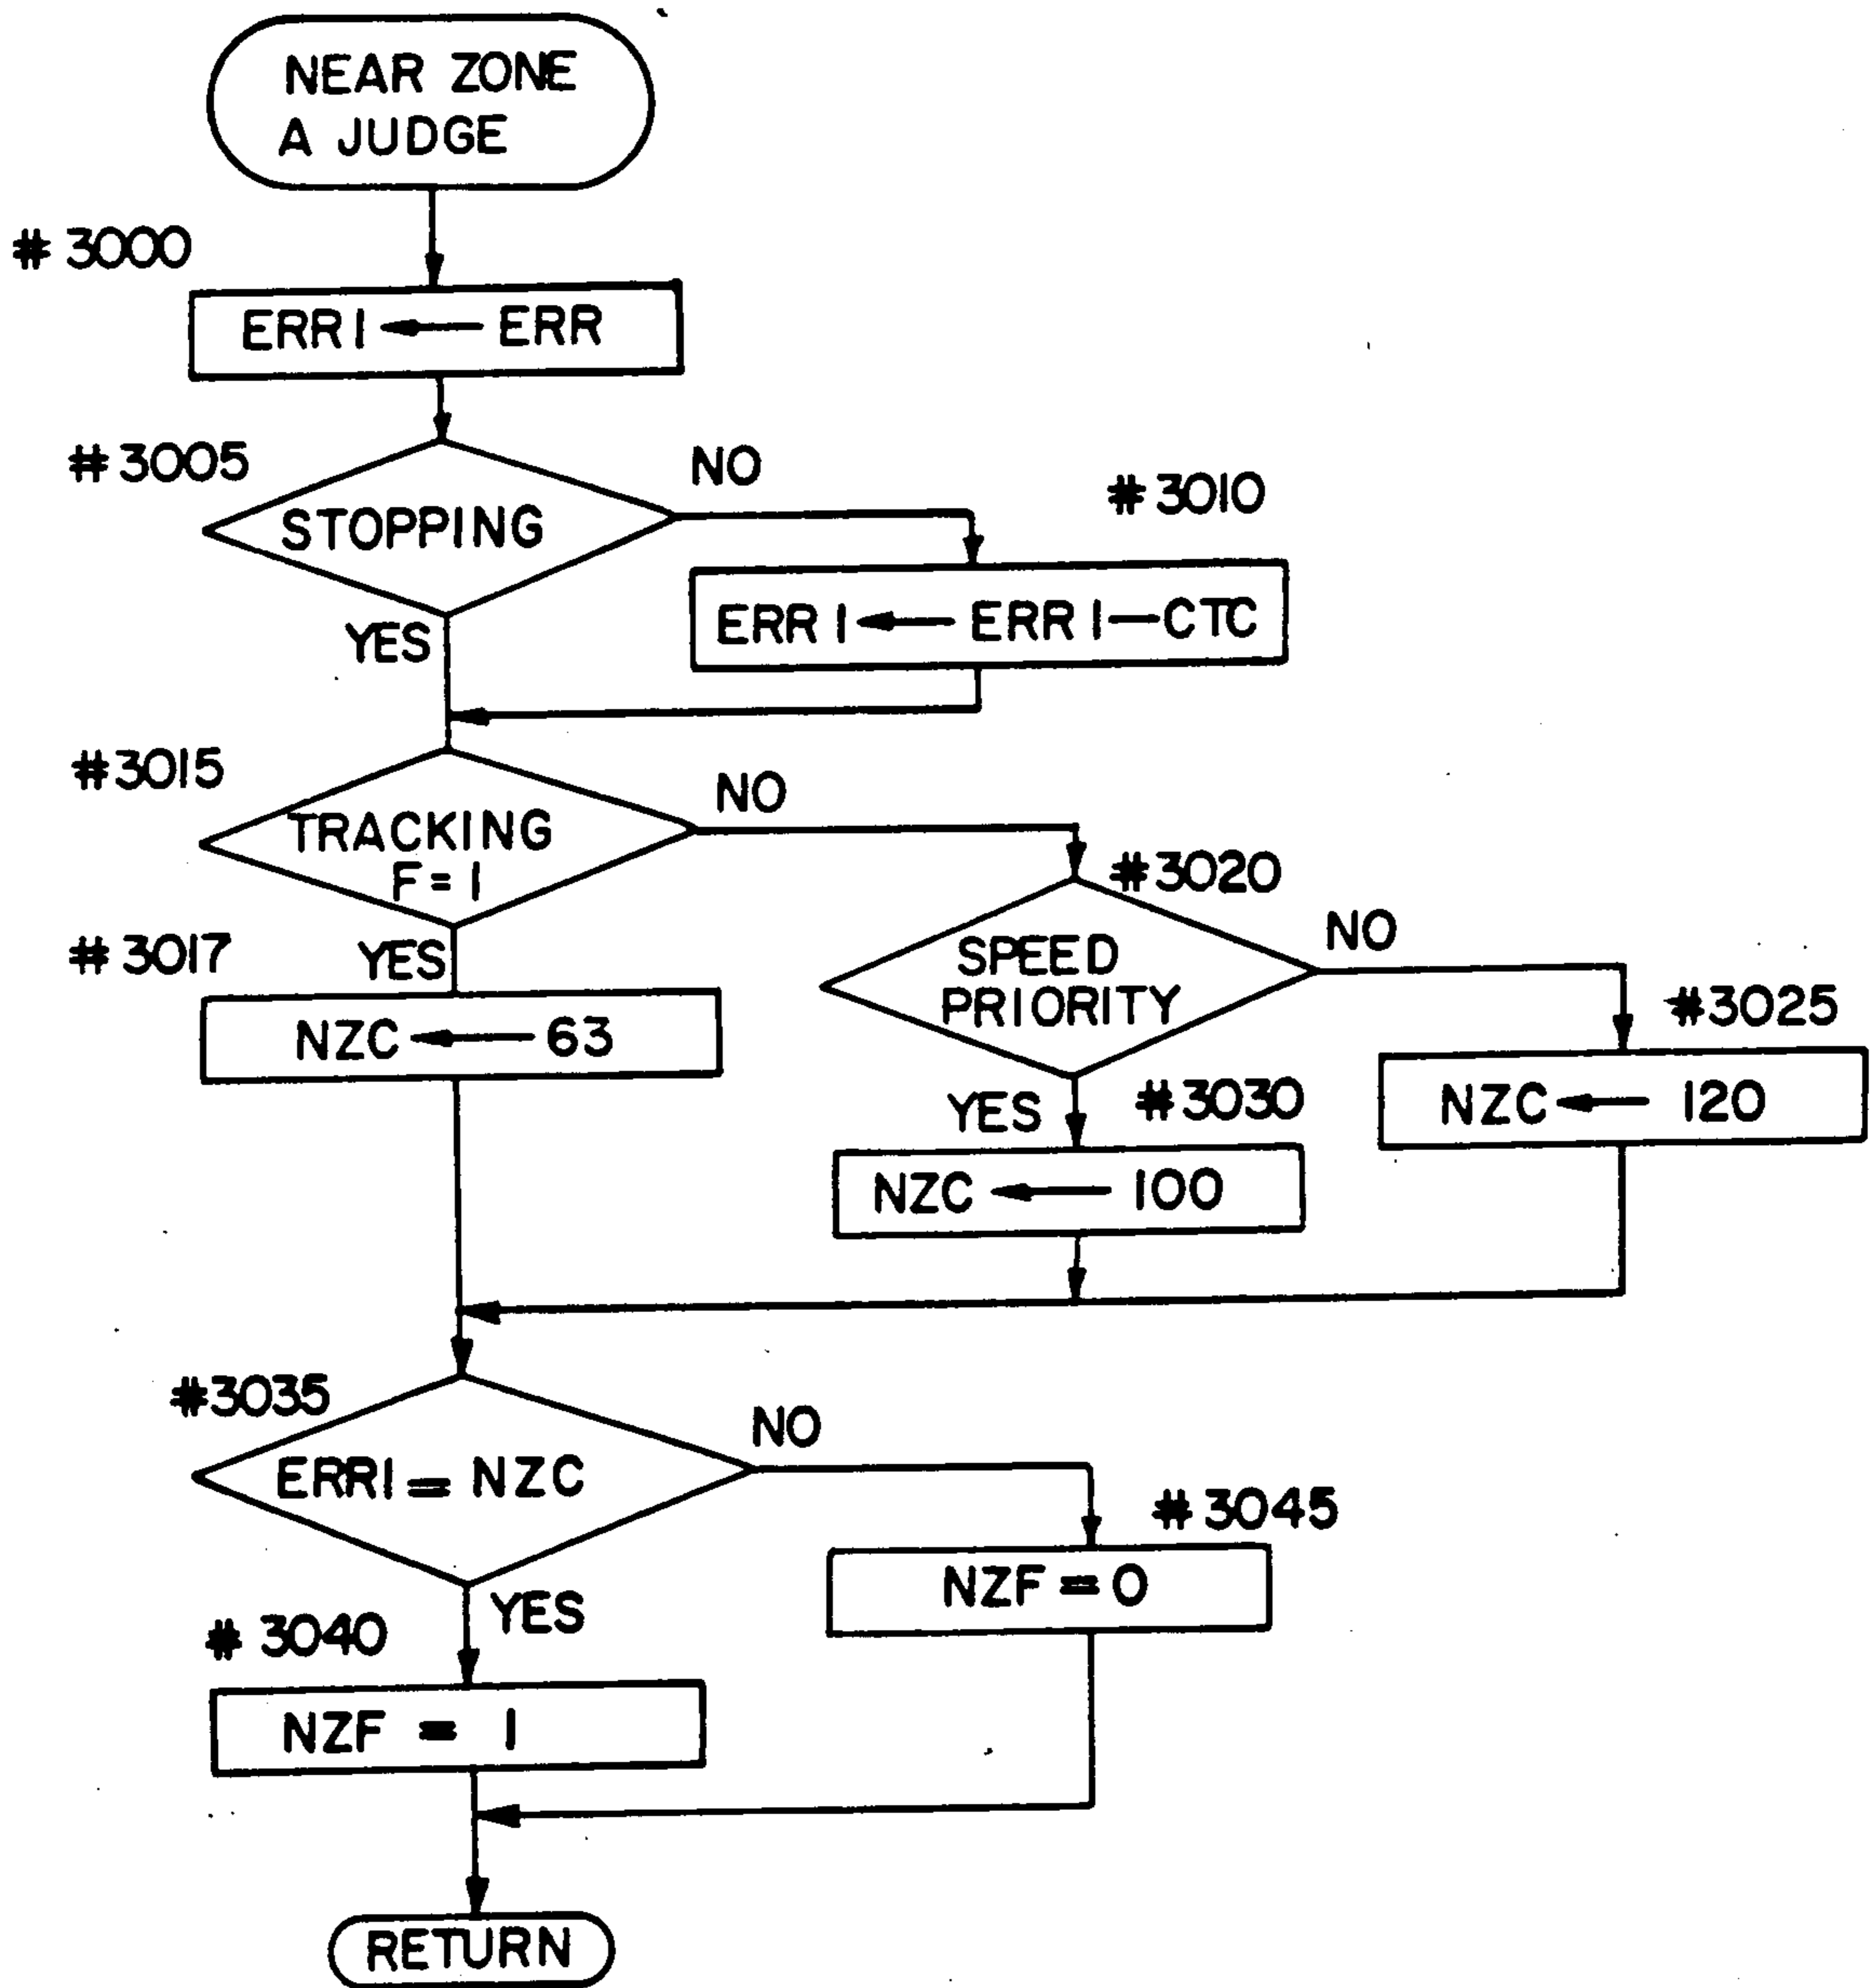 NEAR ZONE
A JUDGE
#3000
ERR1 ← ERR
#3005
STOPPING
NO
#3010
ERR1 ← ERR1—CTC
YES
#3015
TRACKING
F=1
NO
#3017
YES
NZC ← 63
#3020
SPEED
PRIORITY
NO
#3025
NZC ← 120
YES
#3030
NZC ← 100
#3035
ERR1 = NZC
NO
#3045
NZF=0
YES
#3040
NZF = 1
RETURN